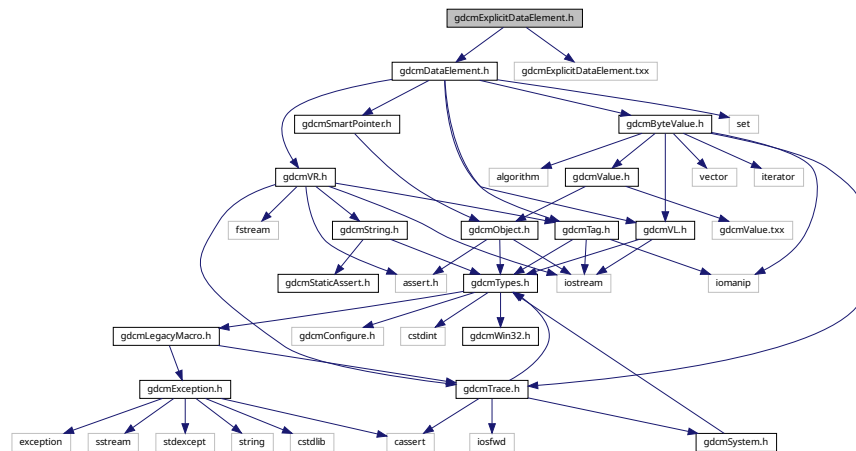 gdcmExplicitDataElement.h
gdcmDataElement.h
gdcmExplicitDataElement.txx
gdcmSmartPointer.h
gdcmByteValue.h
set
gdcmVR.h
algorithm
gdcmValue.h
vector
iterator
fstream
gdcmString.h
gdcmObject.h
gdcmTag.h
gdcmVL.h
gdcmValue.txx
gdcmStaticAssert.h
assert.h
gdcmTypes.h
iostream
iomanip
gdcmLegacyMacro.h
gdcmConfigure.h
cstdint
gdcmWin32.h
gdcmException.h
gdcmTrace.h
exception
sstream
stdexcept
string
cstdlib
cassert
iosfwd
gdcmSystem.h